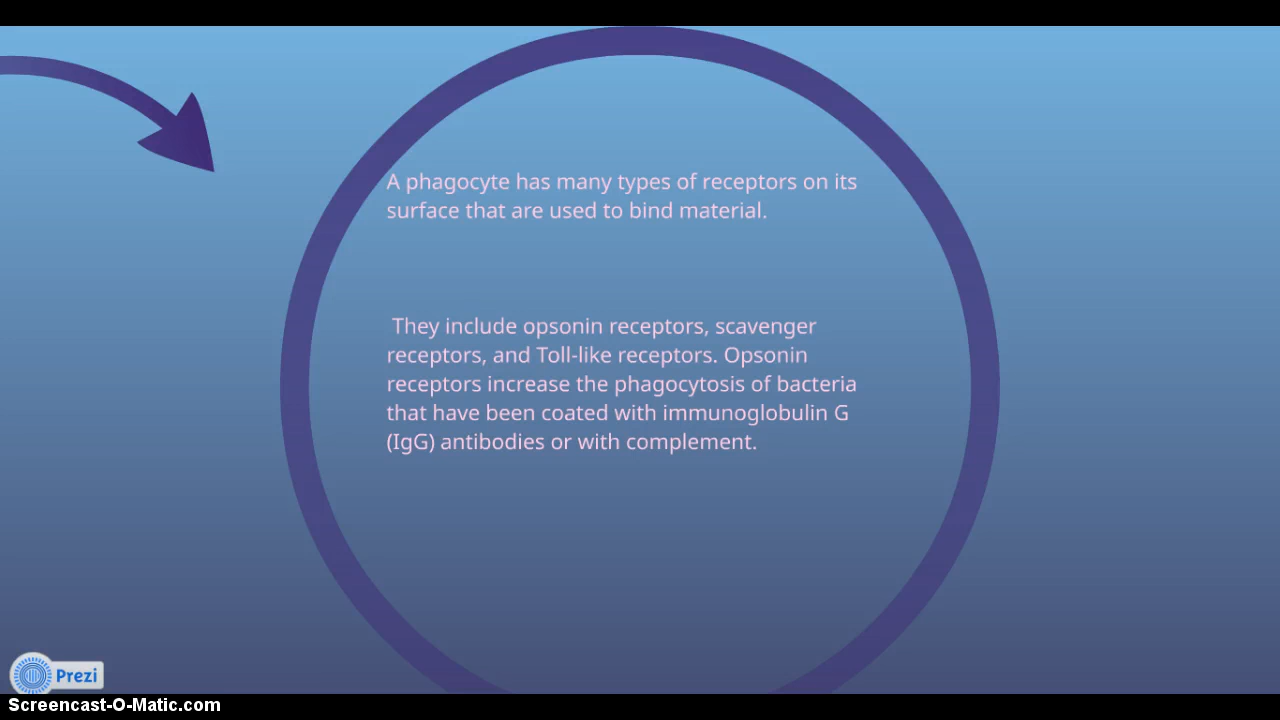 A phagocyte has many types of receptors on its
surface that are used to bind material.
They include opsonin receptors, scavenger
receptors, and Toll-like receptors. Opsonin
receptors increase the phagocytosis of bacteria
that have been coated with immunoglobulin G
(IgG) antibodies or with complement.
Prezi
Screencast-O-Matic.com